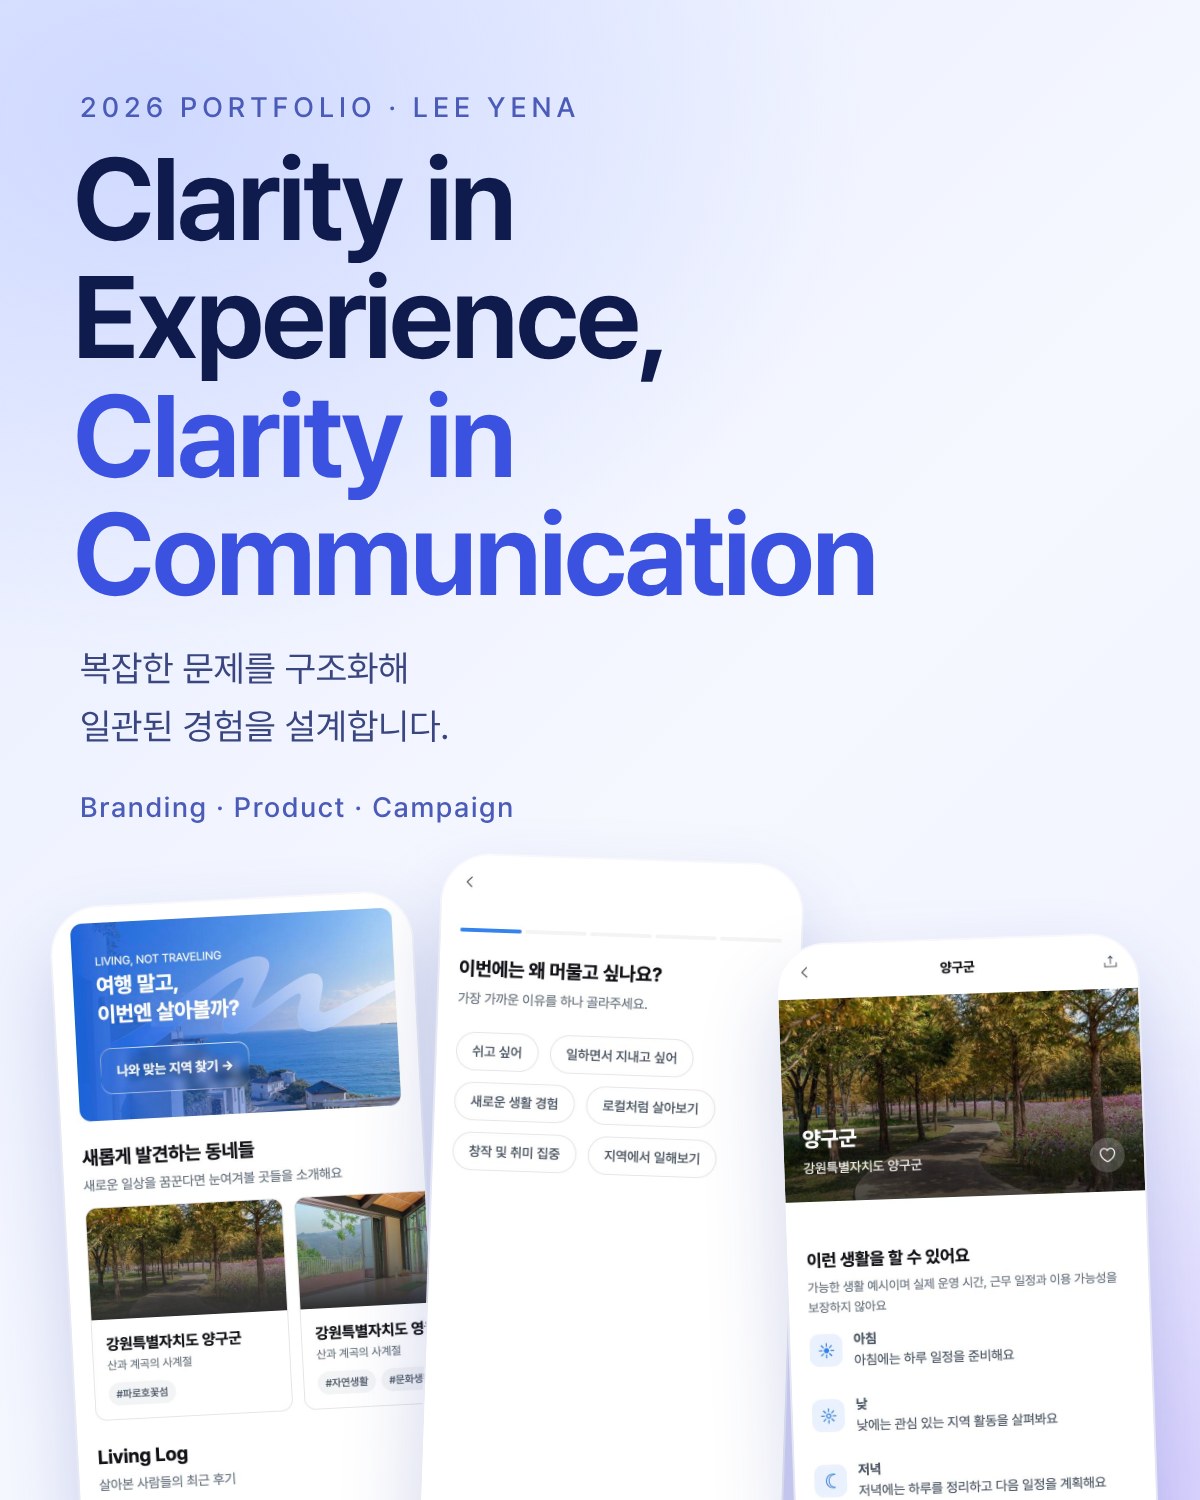 2026 PORTFOLIO · LEE YENA
Clarity in
Experience,
Clarity in
Communication
복잡한 문제를 구조화해
일관된 경험을 설계합니다.
Branding · Product · Campaign
LIVING, NOT TRAVELING
여행 말고,
이번엔 살아볼까?
나와 맞는 지역 찾기 →
새롭게 발견하는 동네들
새로운 일상을 꿈꾼다면 눈여겨볼 곳들을 소개해요
강원특별자치도 양구군
산과 계곡의 사계절
#파로호꽃섬
강원특별자치도 영
산과 계곡의 사계절
#자연생활 #문화생
Living Log
살아본 사람들의 최근 후기
이번에는 왜 머물고 싶나요?
가장 가까운 이유를 하나 골라주세요.
쉬고 싶어
일하면서 지내고 싶어
새로운 생활 경험
로컬처럼 살아보기
창작 및 취미 집중
지역에서 일해보기
양구군
양구군
강원특별자치도 양구군
이런 생활을 할 수 있어요
가능한 생활 예시이며 실제 운영 시간, 근무 일정과 이용 가능성을
보장하지 않아요
아침
아침에는 하루 일정을 준비해요
낮
낮에는 관심 있는 지역 활동을 살펴봐요
저녁
저녁에는 하루를 정리하고 다음 일정을 계획해요